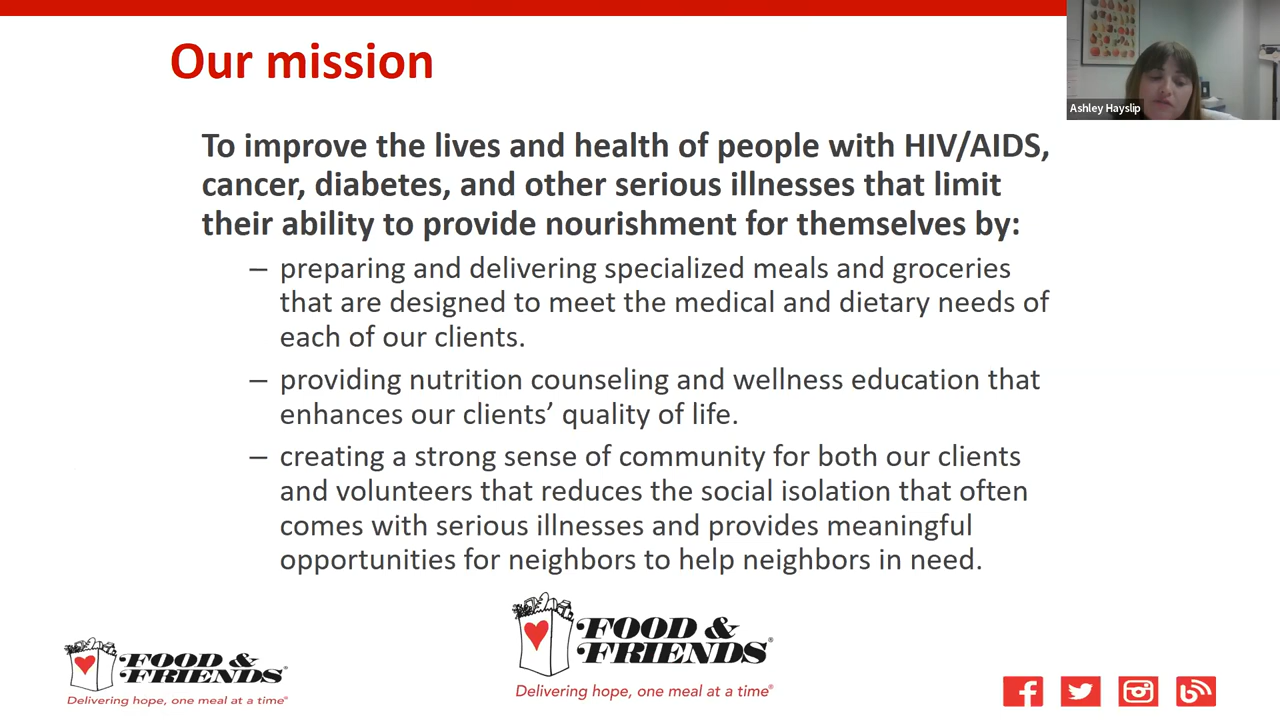 Our mission
Ashley Hayslip
To improve the lives and health of people with HIV/AIDS,
cancer, diabetes, and other serious illnesses that limit
their ability to provide nourishment for themselves by:
– preparing and delivering specialized meals and groceries
that are designed to meet the medical and dietary needs of
each of our clients.
– providing nutrition counseling and wellness education that
enhances our clients’ quality of life.
– creating a strong sense of community for both our clients
and volunteers that reduces the social isolation that often
comes with serious illnesses and provides meaningful
opportunities for neighbors to help neighbors in need.
FOOD &
FRIENDS®
Delivering hope, one meal at a time®
FOOD &
FRIENDS®
Delivering hope, one meal at a time®